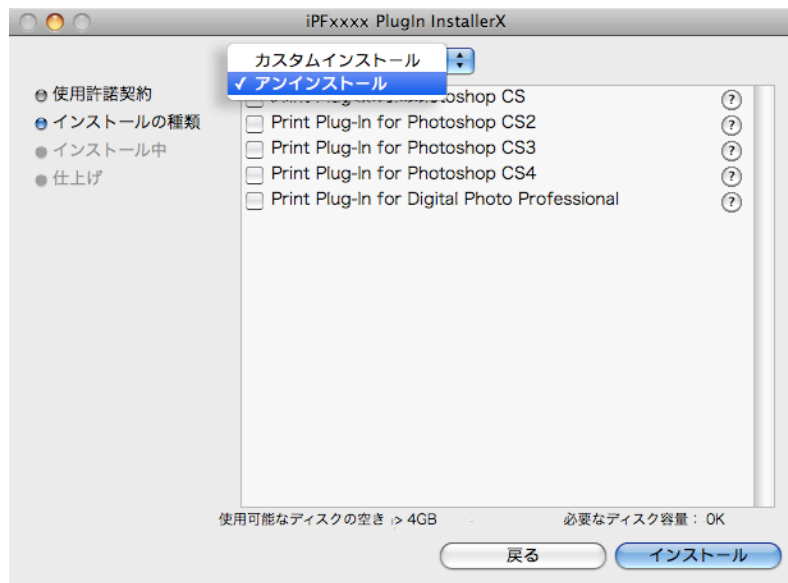 iPFxxxx PlugIn InstallerX
カスタムインストール
✓ アンインストール
使用許諾契約
インストールの種類
インストール中
仕上げ
toshop CS ?
Print Plug-In for Photoshop CS2 ?
Print Plug-In for Photoshop CS3 ?
Print Plug-In for Photoshop CS4 ?
Print Plug-In for Digital Photo Professional ?
使用可能なディスクの空き :> 4GB
必要なディスク容量： 0K
戻る
インストール